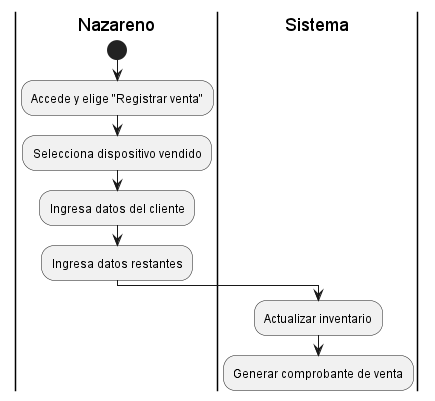 Nazareno
Sistema
Accede y elige "Registrar venta"
Selecciona dispositivo vendido
Ingresa datos del cliente
Ingresa datos restantes
Actualizar inventario
Generar comprobante de venta